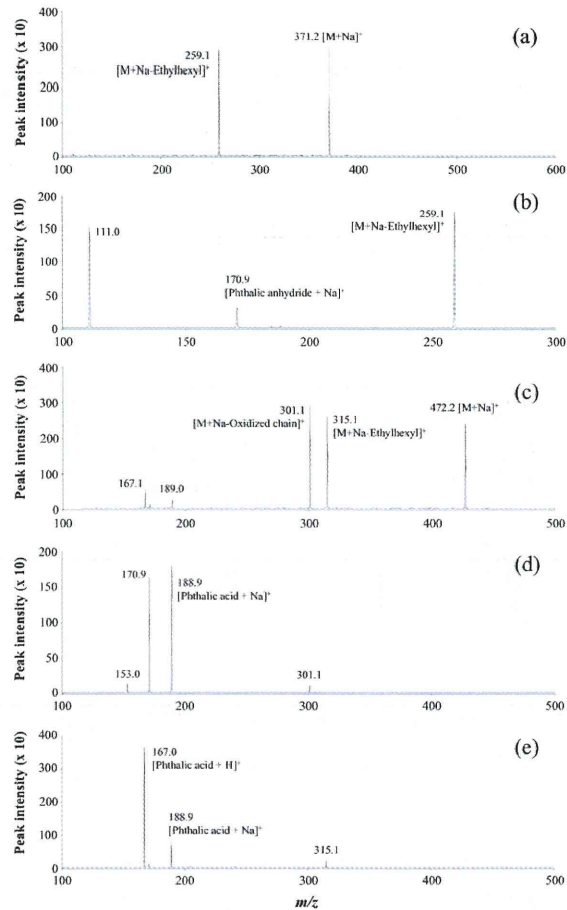 Peak intensity (x 10)
400
300
200
100
0
(a)
371.2 [M+Na]⁺
259.1
[M+Na-Ethylhexyl]⁺
100 200 300 400 500 600
Peak intensity (x 10)
200
150
100
50
0
(b)
259.1
[M+Na-Ethylhexyl]⁺
111.0
170.9
[Phthalic anhydride + Na]⁺
100 150 200 250 300
Peak intensity (x 10)
400
300
200
100
0
(c)
472.2 [M+Na]⁺
301.1
[M+Na-Oxidized chain]⁺
315.1
[M+Na-Ethylhexyl]⁺
167.1
189.0
100 200 300 400 500
Peak intensity (x 10)
200
150
100
50
0
(d)
170.9
188.9
[Phthalic acid + Na]⁺
153.0
301.1
100 200 300 400 500
Peak intensity (x 10)
400
300
200
100
0
(e)
167.0
[Phthalic acid + H]⁺
188.9
[Phthalic acid + Na]⁺
315.1
100 200 300 400 500
m/z